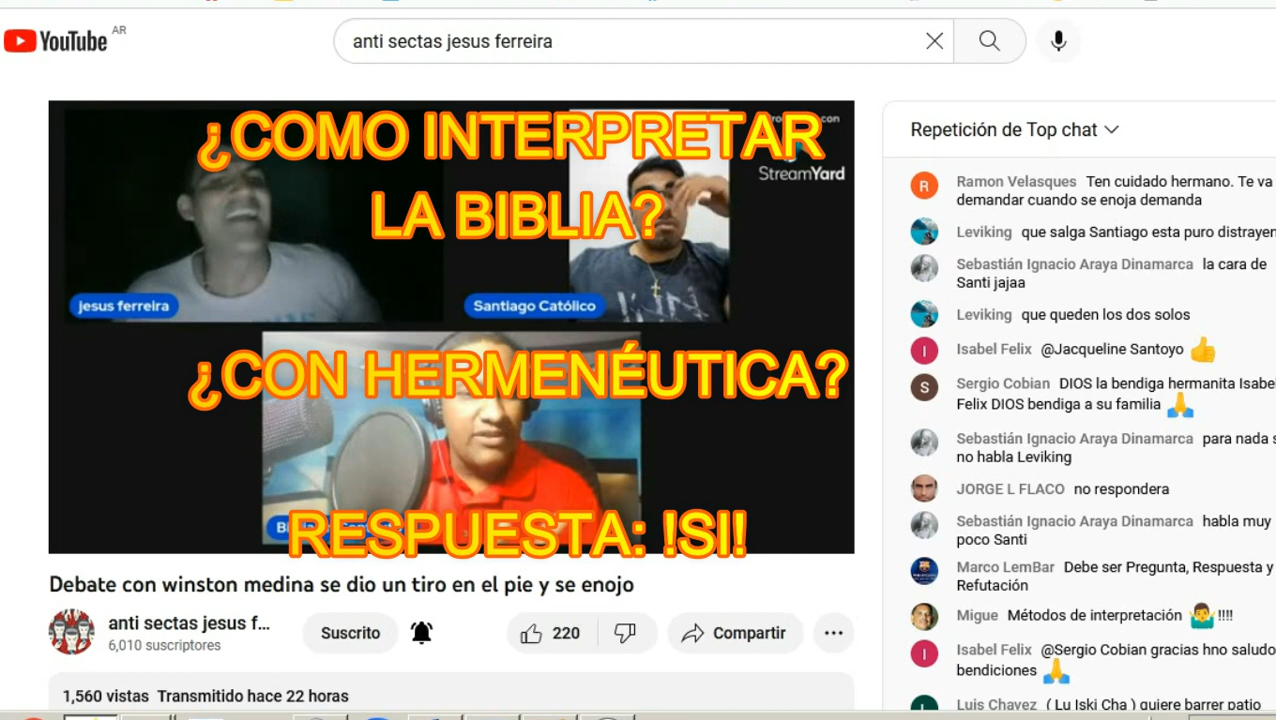 YouTube AR
anti sectas jesus ferreira
¿COMO INTERPRETAR
LA BIBLIA?
StreamYard
jesus ferreira
Santiago Católico
¿CON HERMENÉUTICA?
RESPUESTA: !SI!
Debate con winston medina se dio un tiro en el pie y se enojo
anti sectas jesus f...
6,010 suscriptores
Suscrito
220
Compartir
1,560 vistas Transmitido hace 22 horas
Repetición de Top chat
R
Ramon Velasques Ten cuidado hermano. Te va
demandar cuando se enoja demanda
Leviking que salga Santiago esta puro distrayen
Sebastián Ignacio Araya Dinamarca la cara de
Santi jajaa
Leviking que queden los dos solos
I
Isabel Felix @Jacqueline Santoyo
S
Sergio Cobian DIOS la bendiga hermanita Isabel
Felix DIOS bendiga a su familia
Sebastián Ignacio Araya Dinamarca para nada s
no habla Leviking
JORGE L FLACO no respondera
Sebastián Ignacio Araya Dinamarca habla muy
poco Santi
Marco LemBar Debe ser Pregunta, Respuesta y
Refutación
Migue Métodos de interpretación !!!!
I
Isabel Felix @Sergio Cobian gracias hno saludo
bendiciones
L
Luis Chavez ( Lu Iski Cha ) quiere barrer patio